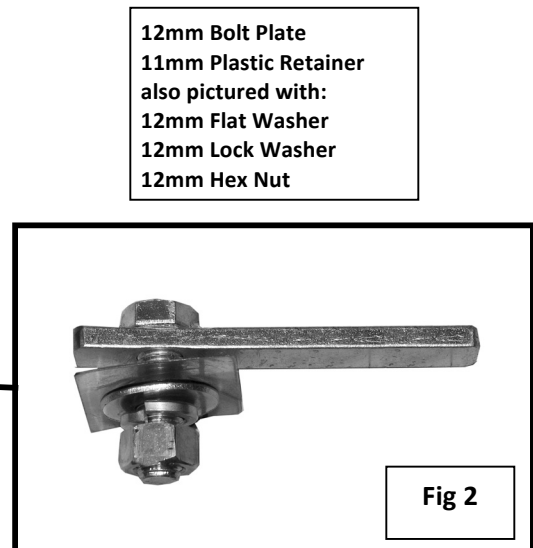 12mm Bolt Plate
11mm Plastic Retainer
also pictured with:
12mm Flat Washer
12mm Lock Washer
12mm Hex Nut
Fig 2